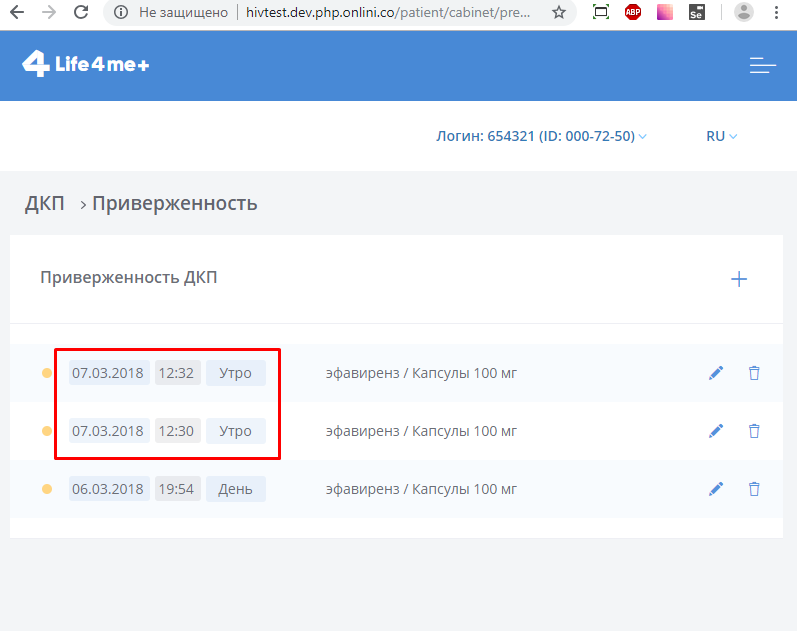 Не защищено | hivtest.dev.php.onlini.co/patient/cabinet/pre...
ABP
Se
4 Life4me+
Логин: 654321 (ID: 000-72-50)
RU
ДКП > Приверженность
Приверженность ДКП
07.03.2018 12:32 Утро эфавиренз / Капсулы 100 мг
07.03.2018 12:30 Утро эфавиренз / Капсулы 100 мг
06.03.2018 19:54 День эфавиренз / Капсулы 100 мг